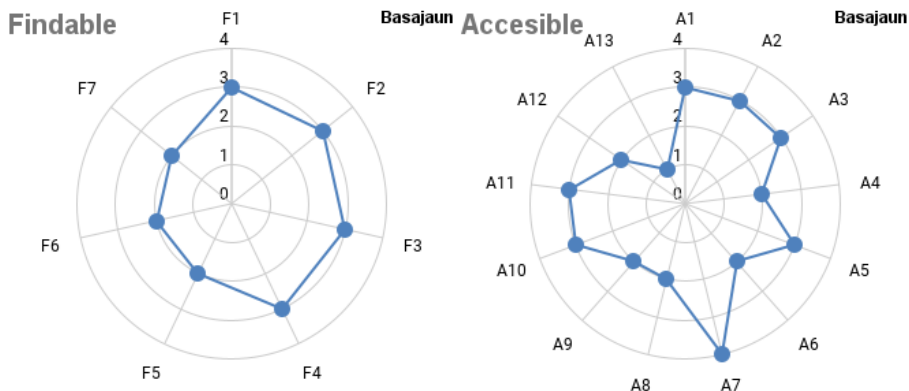 Findable
Basajaun
F1
F2
F3
F4
F5
F6
F7
4
3
2
1
0
Accesible
Basajaun
A1
A2
A3
A4
A5
A6
A7
A8
A9
A10
A11
A12
A13
4
3
2
1
0